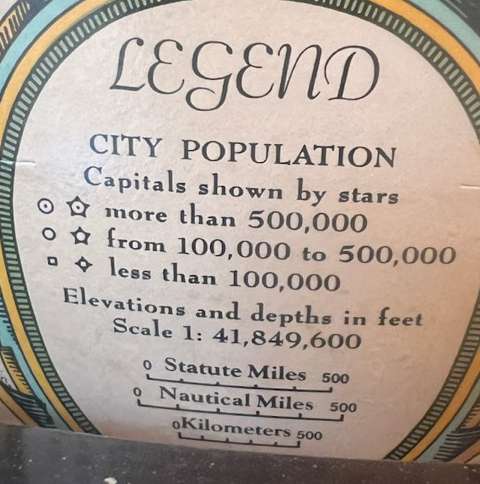 LEGEND
CITY POPULATION
Capitals shown by stars
more than 500,000
from 100,000 to 500,000
less than 100,000
Elevations and depths in feet
Scale 1: 41,849,600
0 Statute Miles 500
0 Nautical Miles 500
0 Kilometers 500